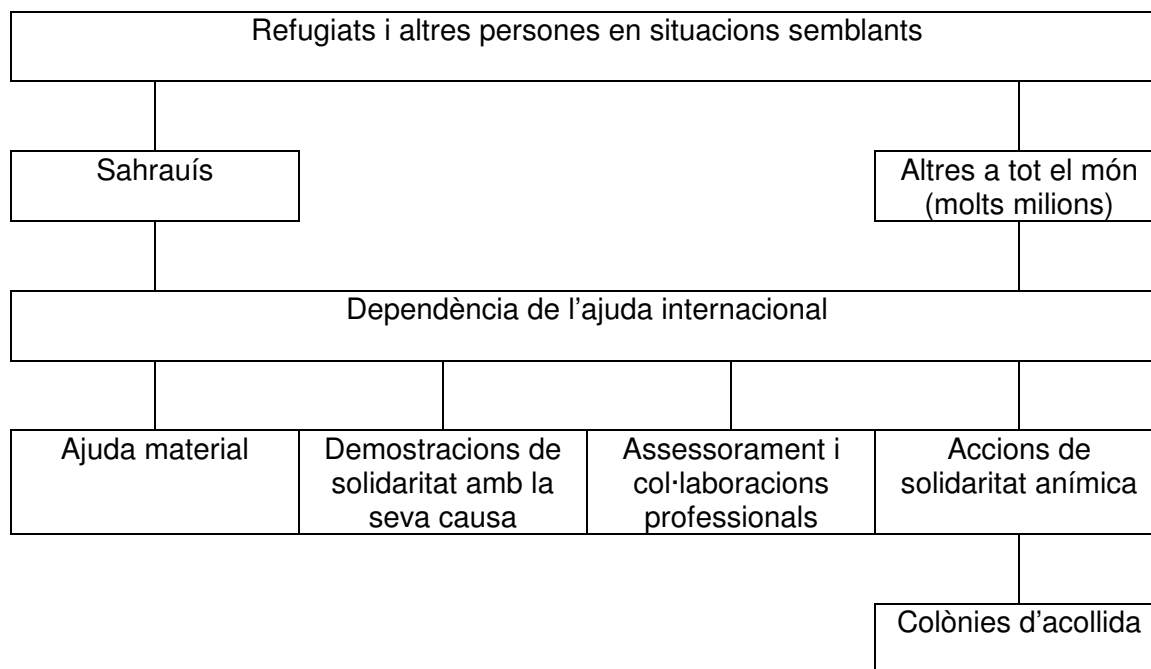 Refugiats i altres persones en situacions semblants
Sahrauís
Altres a tot el món
(molts milions)
Dependència de l'ajuda internacional
Ajuda material
Demostracions de
solidaritat amb la
seva causa
Assessorament i
col·laboracions
professionals
Accions de
solidaritat anímica
Colònies d'acollida